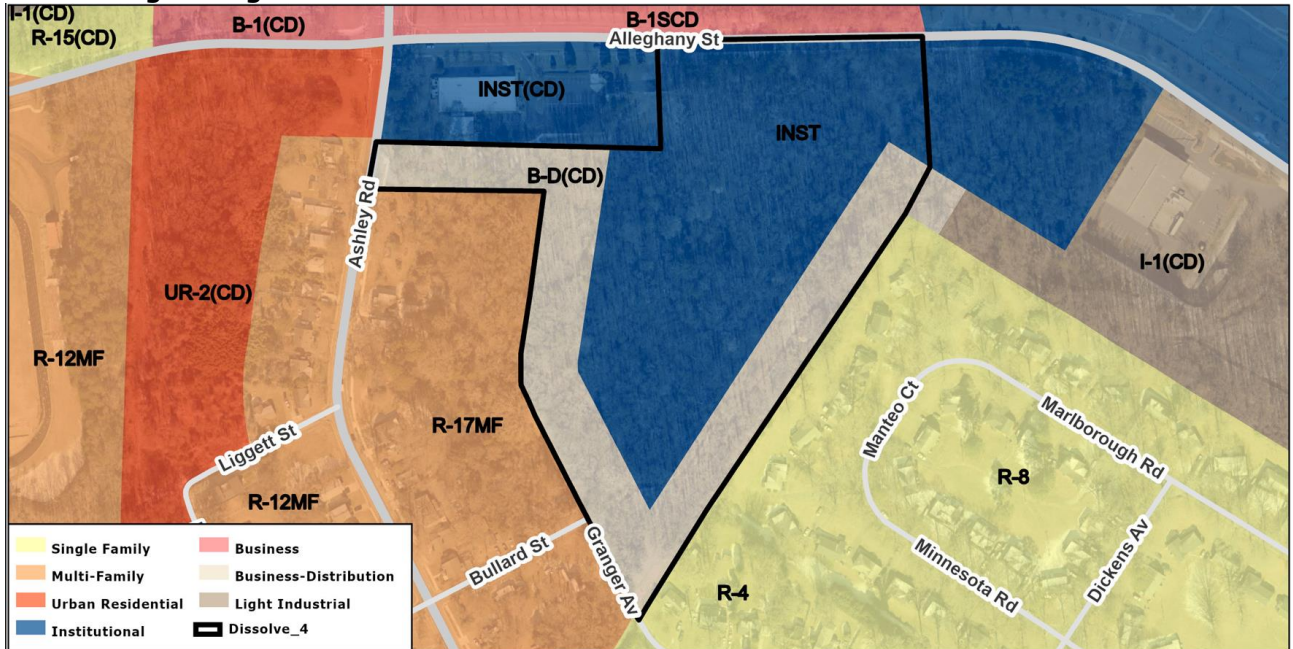 I-1(CD)
R-15(CD)
B-1(CD)
B-1SCD
Alleghany St
INST(CD)
INST
B-D(CD)
Ashley Rd
I-1(CD)
UR-2(CD)
R-12MF
R-17MF
Manteo Ct
Marlborough Rd
Liggett St
R-8
R-12MF
Bullard St
Granger Av
Minnesota Rd
Dickens Av
R-4
Single Family
Multi-Family
Urban Residential
Institutional
Business
Business-Distribution
Light Industrial
Dissolve_4